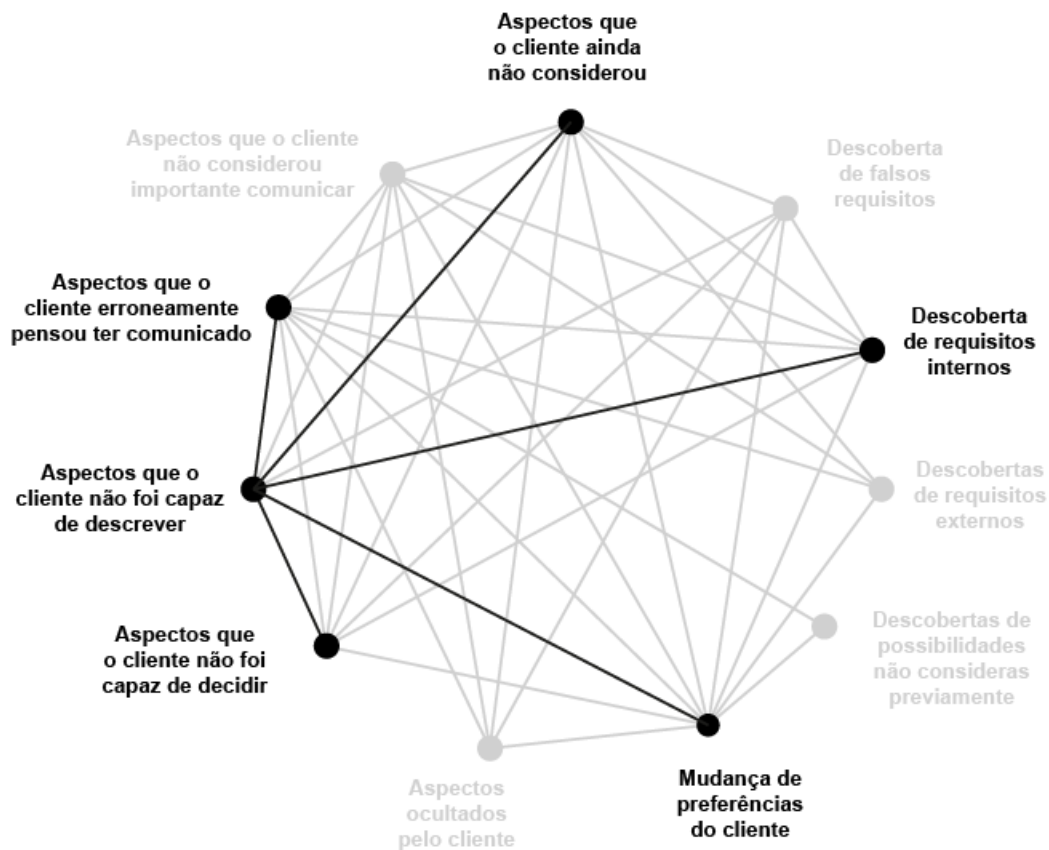 Aspectos que
o cliente ainda
não considerou
Aspectos que o cliente
não considerou
importante comunicar
Descoberta
de falsos
requisitos
Aspectos que o
cliente erroneamente
pensou ter comunicado
Descoberta
de requisitos
internos
Aspectos que o
cliente não foi capaz
de descrever
Descobertas
de requisitos
externos
Aspectos que
o cliente não foi
capaz de decidir
Descobertas de
possibilidades
não consideras
previamente
Aspectos
ocultados
pelo cliente
Mudança de
preferências
do cliente